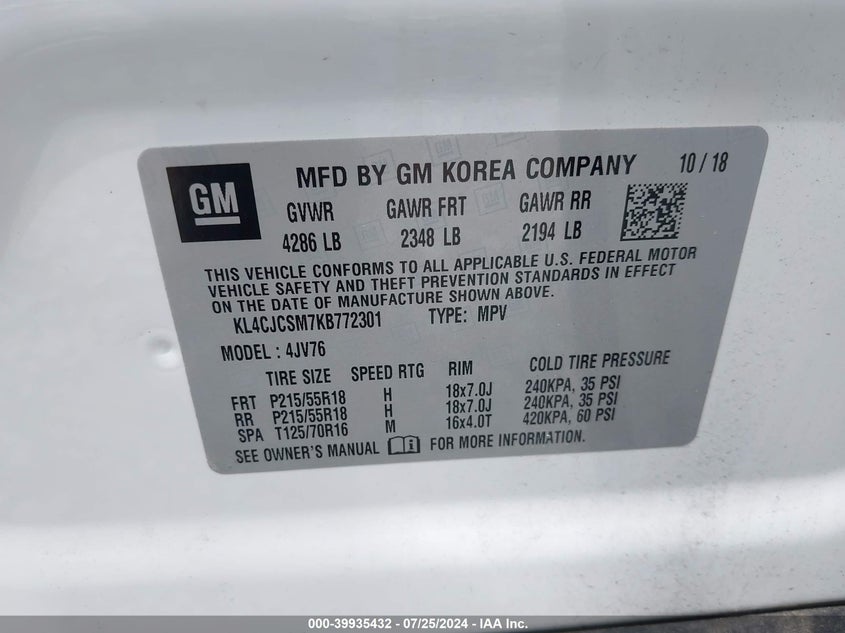 GM
MFD BY GM KOREA COMPANY 10 / 18
GVWR GAWR FRT GAWR RR
4286 LB 2348 LB 2194 LB
THIS VEHICLE CONFORMS TO ALL APPLICABLE U.S. FEDERAL MOTOR
VEHICLE SAFETY AND THEFT PREVENTION STANDARDS IN EFFECT
ON THE DATE OF MANUFACTURE SHOWN ABOVE.
KL4CJCSM7KB772301 TYPE: MPV
MODEL : 4JV76
TIRE SIZE SPEED RTG RIM COLD TIRE PRESSURE
FRT P215/55R18 H 18x7.0J 240KPA, 35 PSI
RR P215/55R18 H 18x7.0J 240KPA, 35 PSI
SPA T125/70R16 M 16x4.0T 420KPA, 60 PSI
SEE OWNER'S MANUAL FOR MORE INFORMATION.
000-39935432 - 07/25/2024 - IAA Inc.